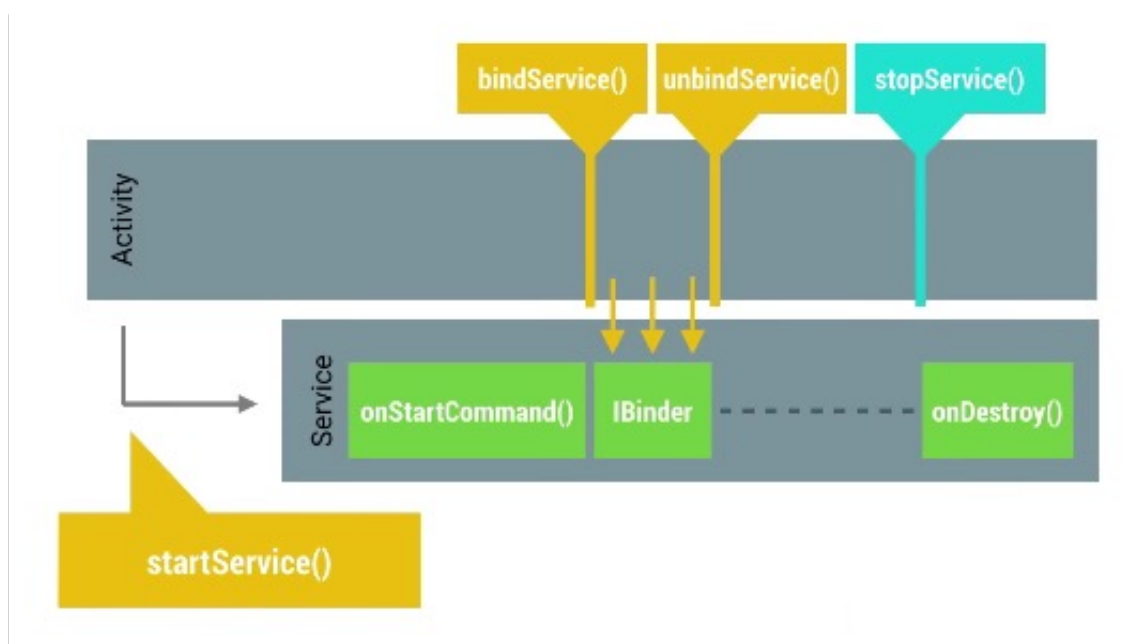 bindService()
unbindService()
stopService()
Activity
Service
onStartCommand()
IBinder
onDestroy()
startService()